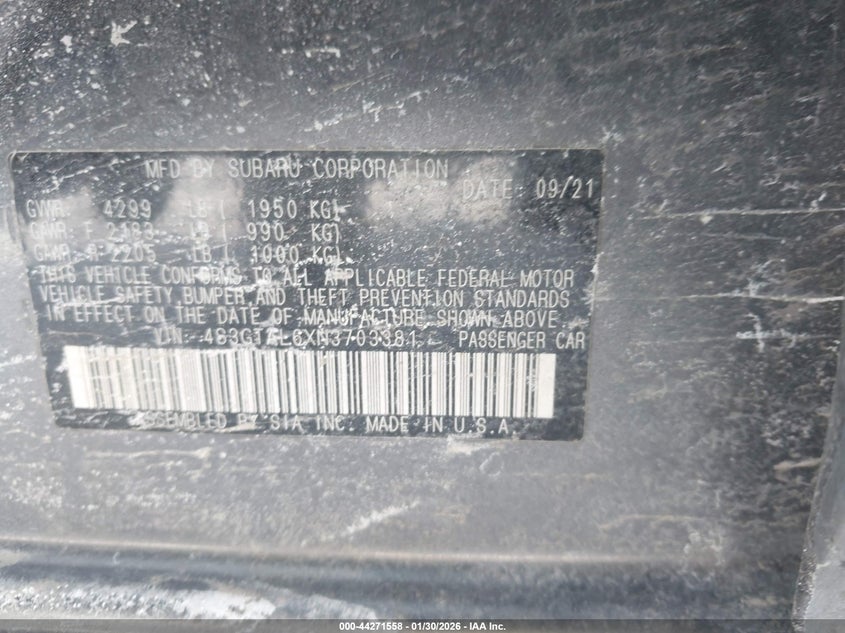 MFD BY SUBARU CORPORATION
DATE: 09/21
GVWR: 4299 LB ( 1950 KG)
GAWR: F 2183 LB ( 990 KG)
GAWR: R 2205 LB ( 1000 KG)
THIS VEHICLE CONFORMS TO ALL APPLICABLE FEDERAL MOTOR
VEHICLE SAFETY, BUMPER,AND THEFT PREVENTION STANDARDS
IN EFFECT ON THE DATE OF MANUFACTURE SHOWN ABOVE.
VIN: PASSENGER CAR
ASSEMBLED BY SIA INC. MADE IN U.S.A.
000-44271558 - 01/30/2026 - IAA Inc.